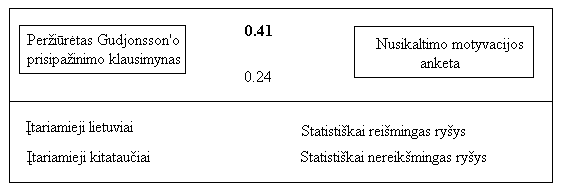 0.41
Peržiūrėtas Gudjonsson'o
prisipažinimo klausimynas
Nusikaltimo motyvacijos
anketa
0.24
Įtariamieji lietuviai
Statistiškai reišmingas ryšys
Įtariamieji kitataučiai
Statistiškai nereikšmingas ryšys